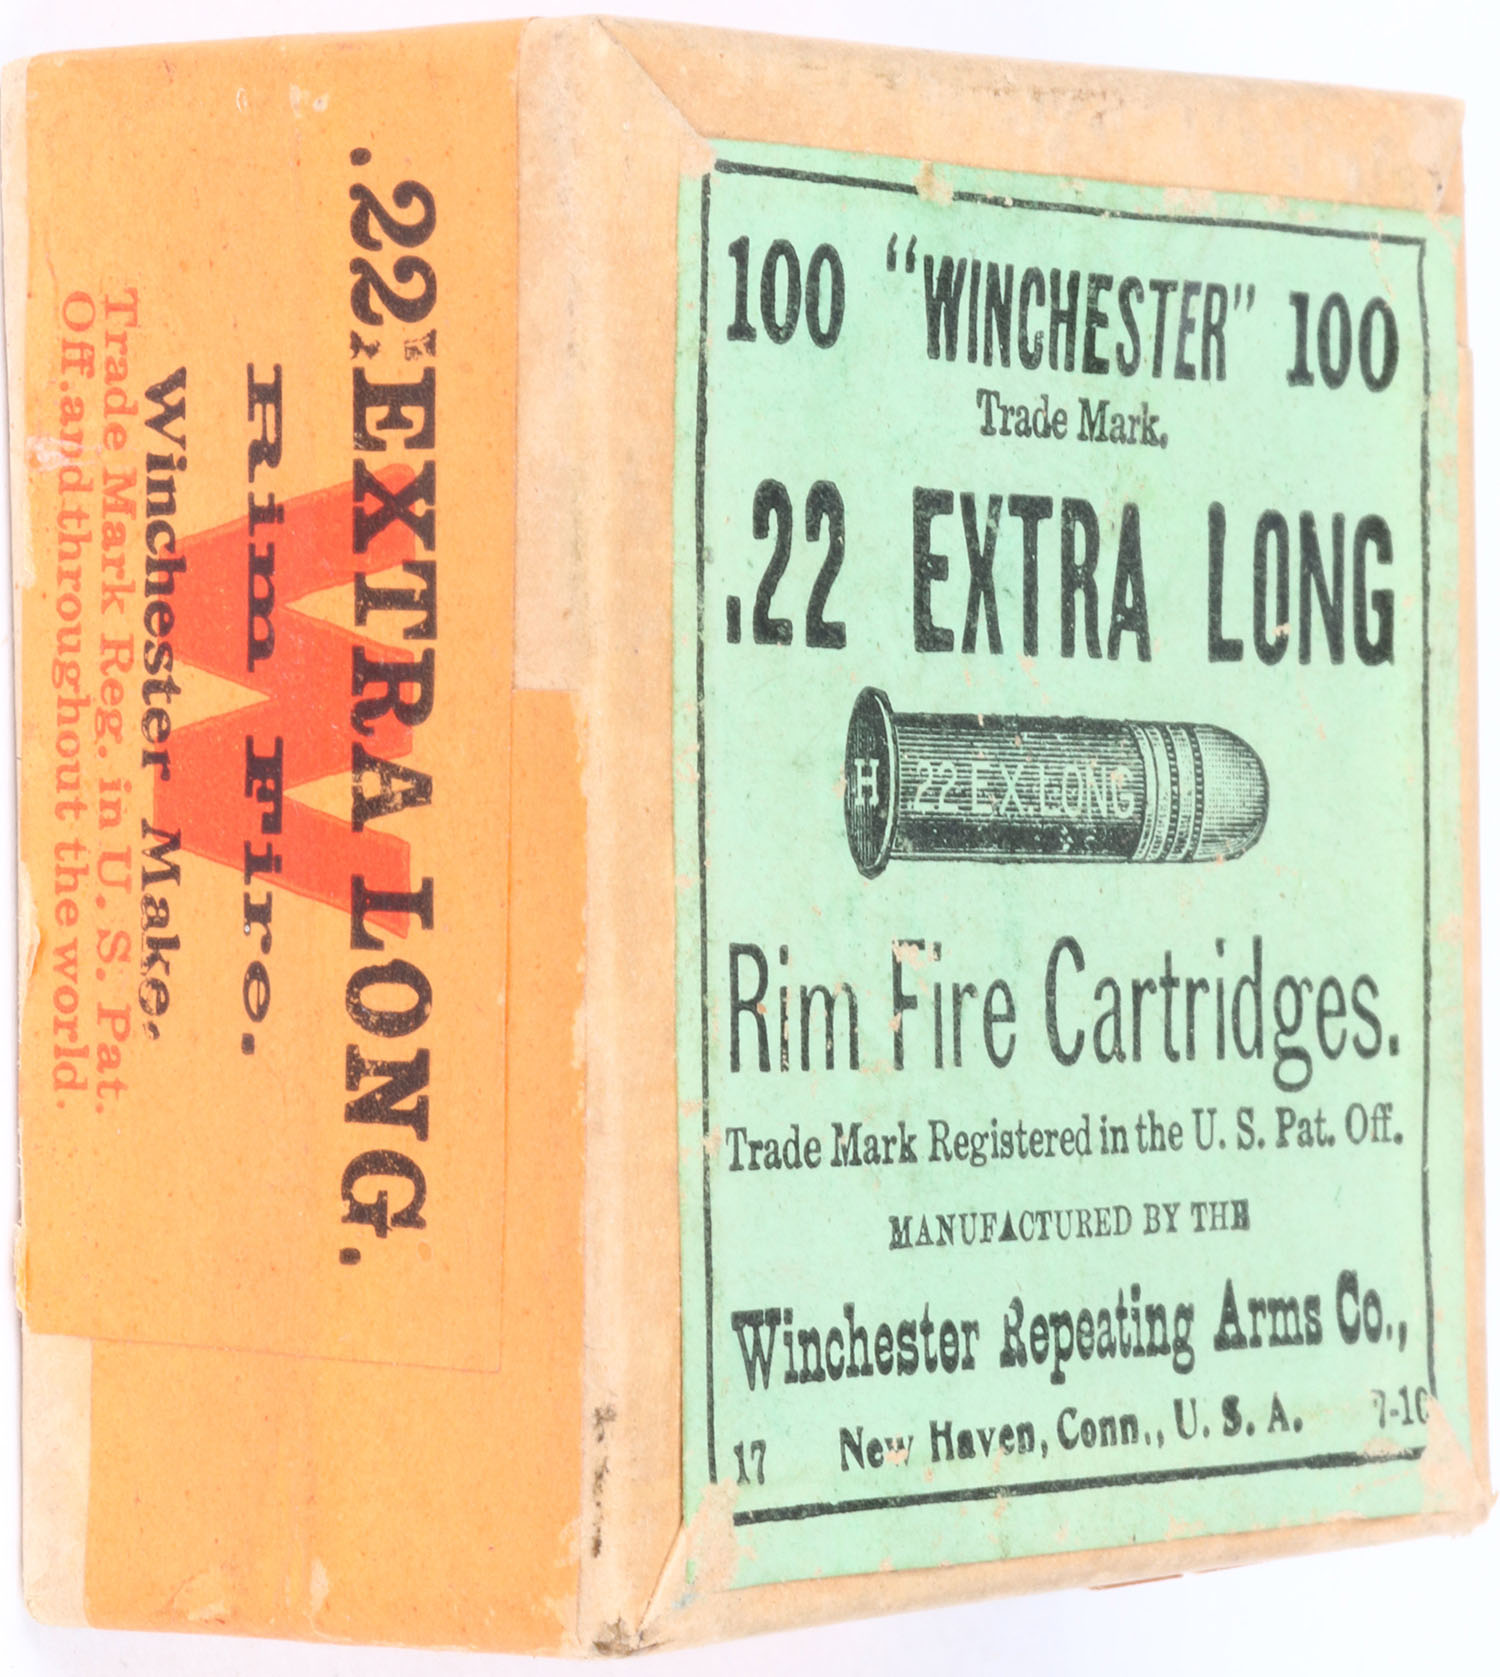 100 "WINCHESTER" 100
Trade Mark.
.22 EXTRA LONG
H 22 EX.LONG
Rim Fire Cartridges.
Trade Mark Registered in the U. S. Pat. Off.
MANUFACTURED BY THE
Winchester Repeating Arms Co.,
New Haven, Conn., U. S. A.
17
.22 EXTRA LONG.
Rim Fire.
Winchester Make.
Trade Mark Reg. in U. S. Pat.
Off. and throughout the world.
W